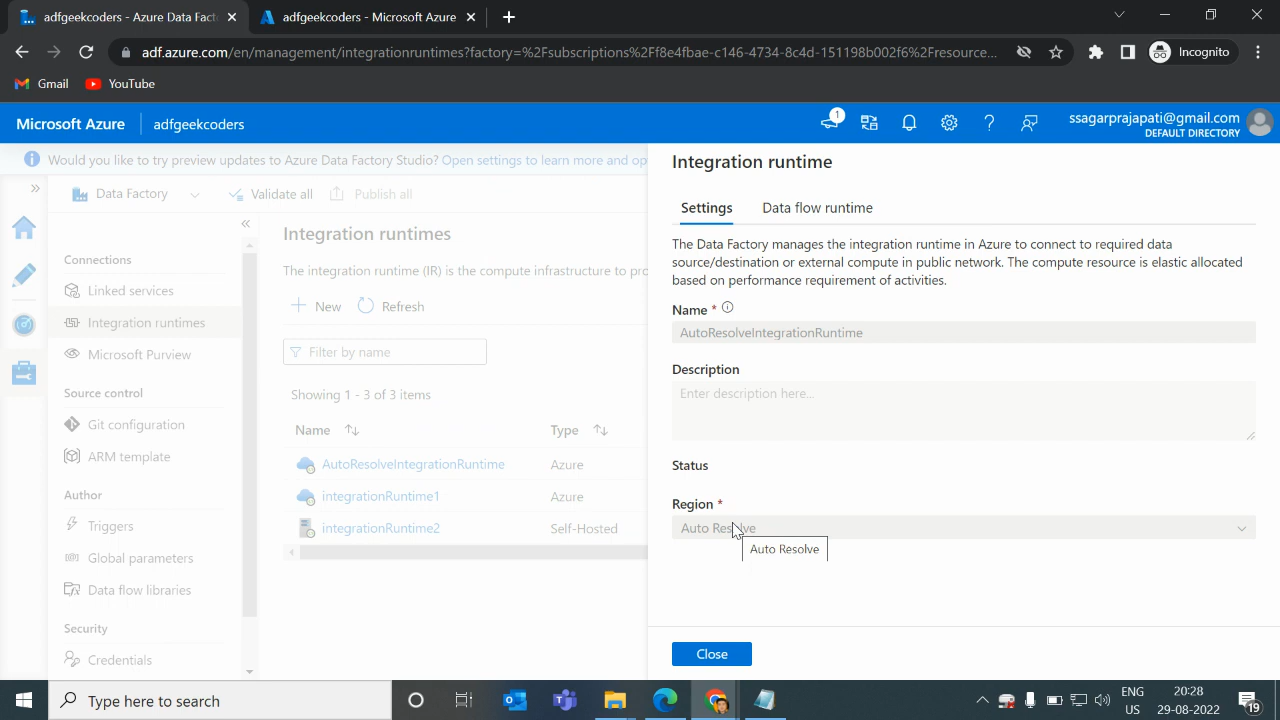 adfgeekcoders - Azure Data Fact
adfgeekcoders - Microsoft Azure
adf.azure.com/en/management/integrationruntimes?factory=%2Fsubscriptions%2Ff8e4fbae-c146-4734-8c4d-151198b002f6%2Fresource...
Incognito
Gmail
YouTube
Microsoft Azure
adfgeekcoders
1
ssagarprajapati@gmail.com
DEFAULT DIRECTORY
Would you like to try preview updates to Azure Data Factory Studio? Open settings to learn more and op
Data Factory
Validate all
Publish all
Connections
Linked services
Integration runtimes
Microsoft Purview
Source control
Git configuration
ARM template
Author
Triggers
Global parameters
Data flow libraries
Security
Credentials
Integration runtimes
The integration runtime (IR) is the compute infrastructure to pro
New
Refresh
Filter by name
Showing 1 - 3 of 3 items
Name
Type
AutoResolveIntegrationRuntime
Azure
integrationRuntime1
Azure
integrationRuntime2
Self-Hosted
Integration runtime
Settings
Data flow runtime
The Data Factory manages the integration runtime in Azure to connect to required data
source/destination or external compute in public network. The compute resource is elastic allocated
based on performance requirement of activities.
Name *
AutoResolveIntegrationRuntime
Description
Enter description here...
Status
Region *
Auto Resolve
Auto Resolve
Close
Type here to search
ENG
US
20:28
29-08-2022
19